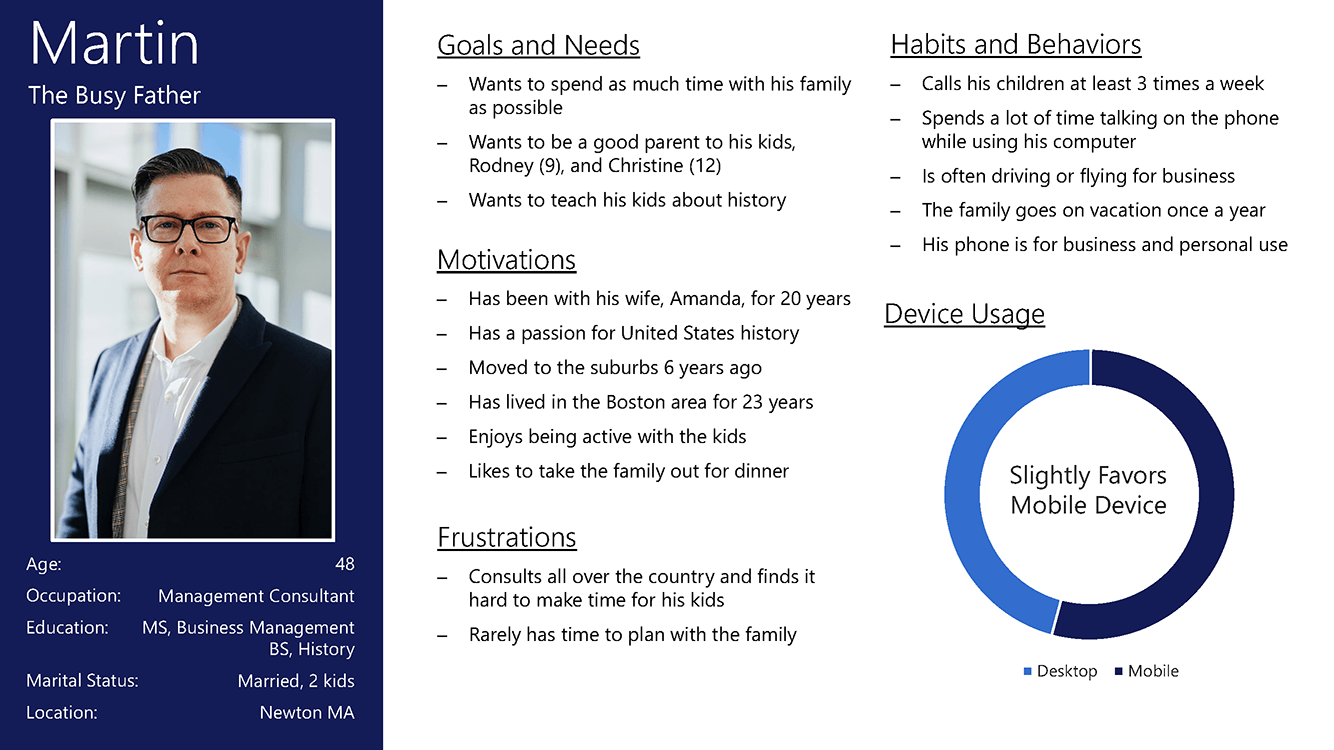 Martin
The Busy Father
Age: 48
Occupation: Management Consultant
Education: MS, Business Management
BS, History
Marital Status: Married, 2 kids
Location: Newton MA
Goals and Needs
– Wants to spend as much time with his family
as possible
– Wants to be a good parent to his kids,
Rodney (9), and Christine (12)
– Wants to teach his kids about history
Motivations
– Has been with his wife, Amanda, for 20 years
– Has a passion for United States history
– Moved to the suburbs 6 years ago
– Has lived in the Boston area for 23 years
– Enjoys being active with the kids
– Likes to take the family out for dinner
Frustrations
– Consults all over the country and finds it
hard to make time for his kids
– Rarely has time to plan with the family
Habits and Behaviors
– Calls his children at least 3 times a week
– Spends a lot of time talking on the phone
while using his computer
– Is often driving or flying for business
– The family goes on vacation once a year
– His phone is for business and personal use
Device Usage
Slightly Favors
Mobile Device
Desktop Mobile